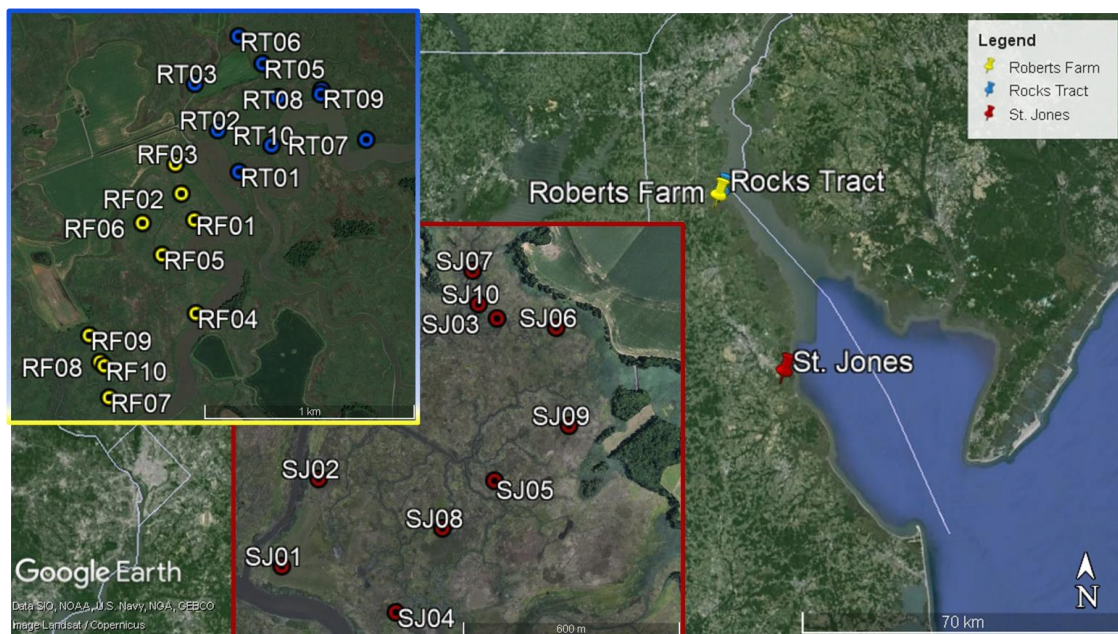 RT06
RT05
RT03
RT08
RT09
RT02
RT10
RT07
RF03
RT01
RF02
RF01
RF06
RF05
RF04
RF09
RF08
RF10
RF07
1 km
Legend
Roberts Farm
Rocks Tract
St. Jones
Roberts Farm
Rocks Tract
St. Jones
SJ07
SJ10
SJ03
SJ06
SJ09
SJ02
SJ05
SJ08
SJ01
SJ04
600 m
Google Earth
Data SIO, NOAA, U.S. Navy, NGA, GEBCO
Image Landsat / Copernicus
N
70 km